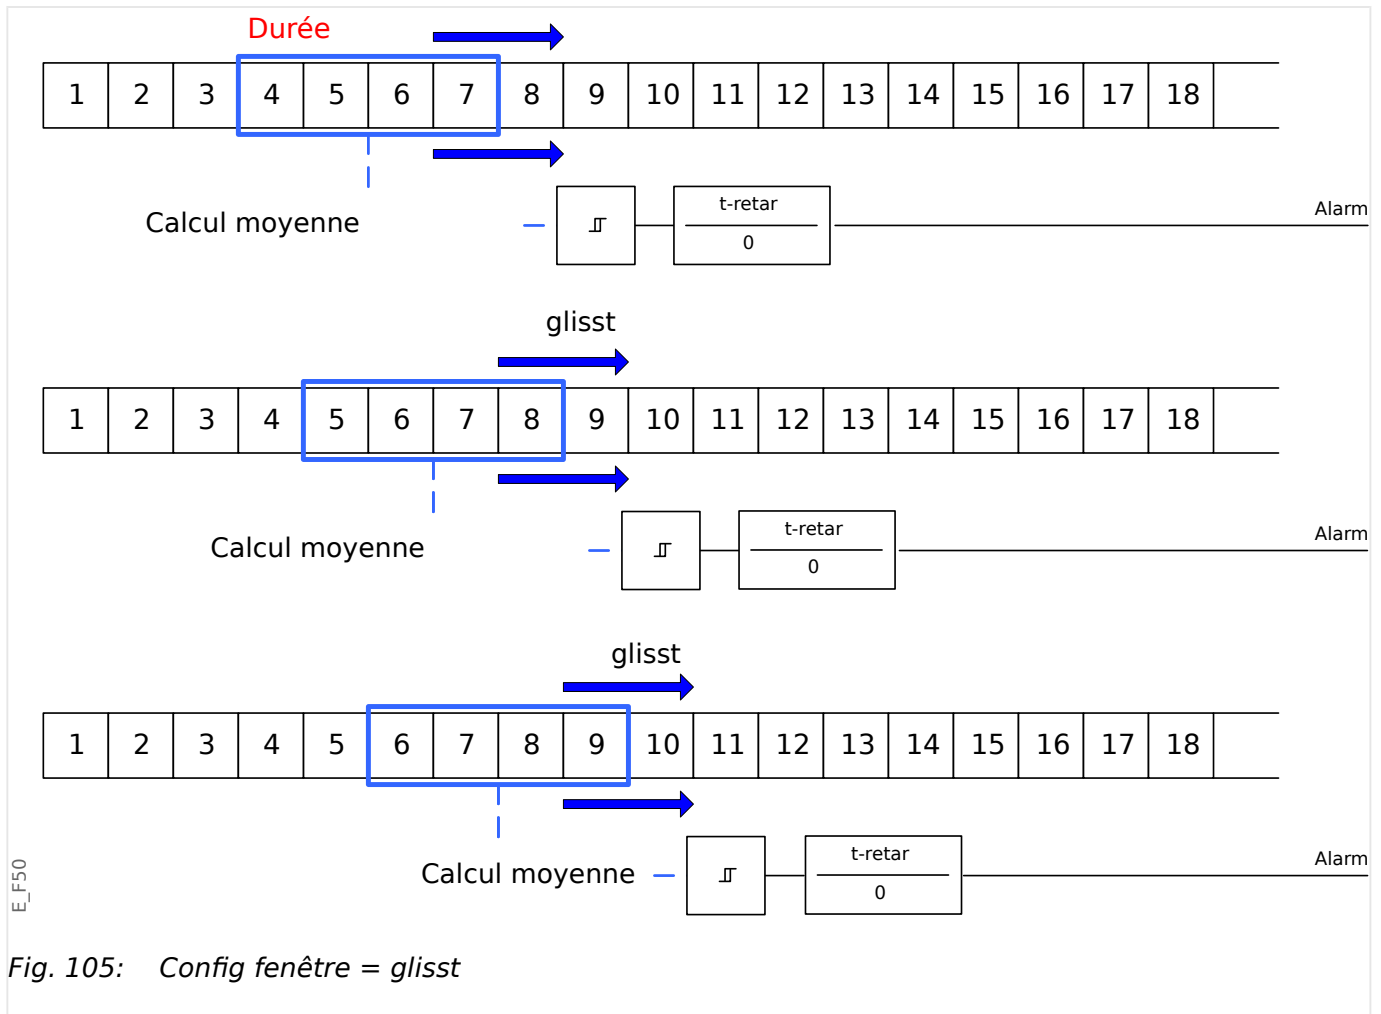 Durée
1 2 3 4 5 6 7 8 9 10 11 12 13 14 15 16 17 18
t-retar
Alarm
Calcul moyenne
0
glisst
1 2 3 4 5 6 7 8 9 10 11 12 13 14 15 16 17 18
t-retar
Alarm
Calcul moyenne
0
glisst
1 2 3 4 5 6 7 8 9 10 11 12 13 14 15 16 17 18
t-retar
Alarm
Calcul moyenne
0
E_F50
Fig. 105: Config fenêtre = glisst